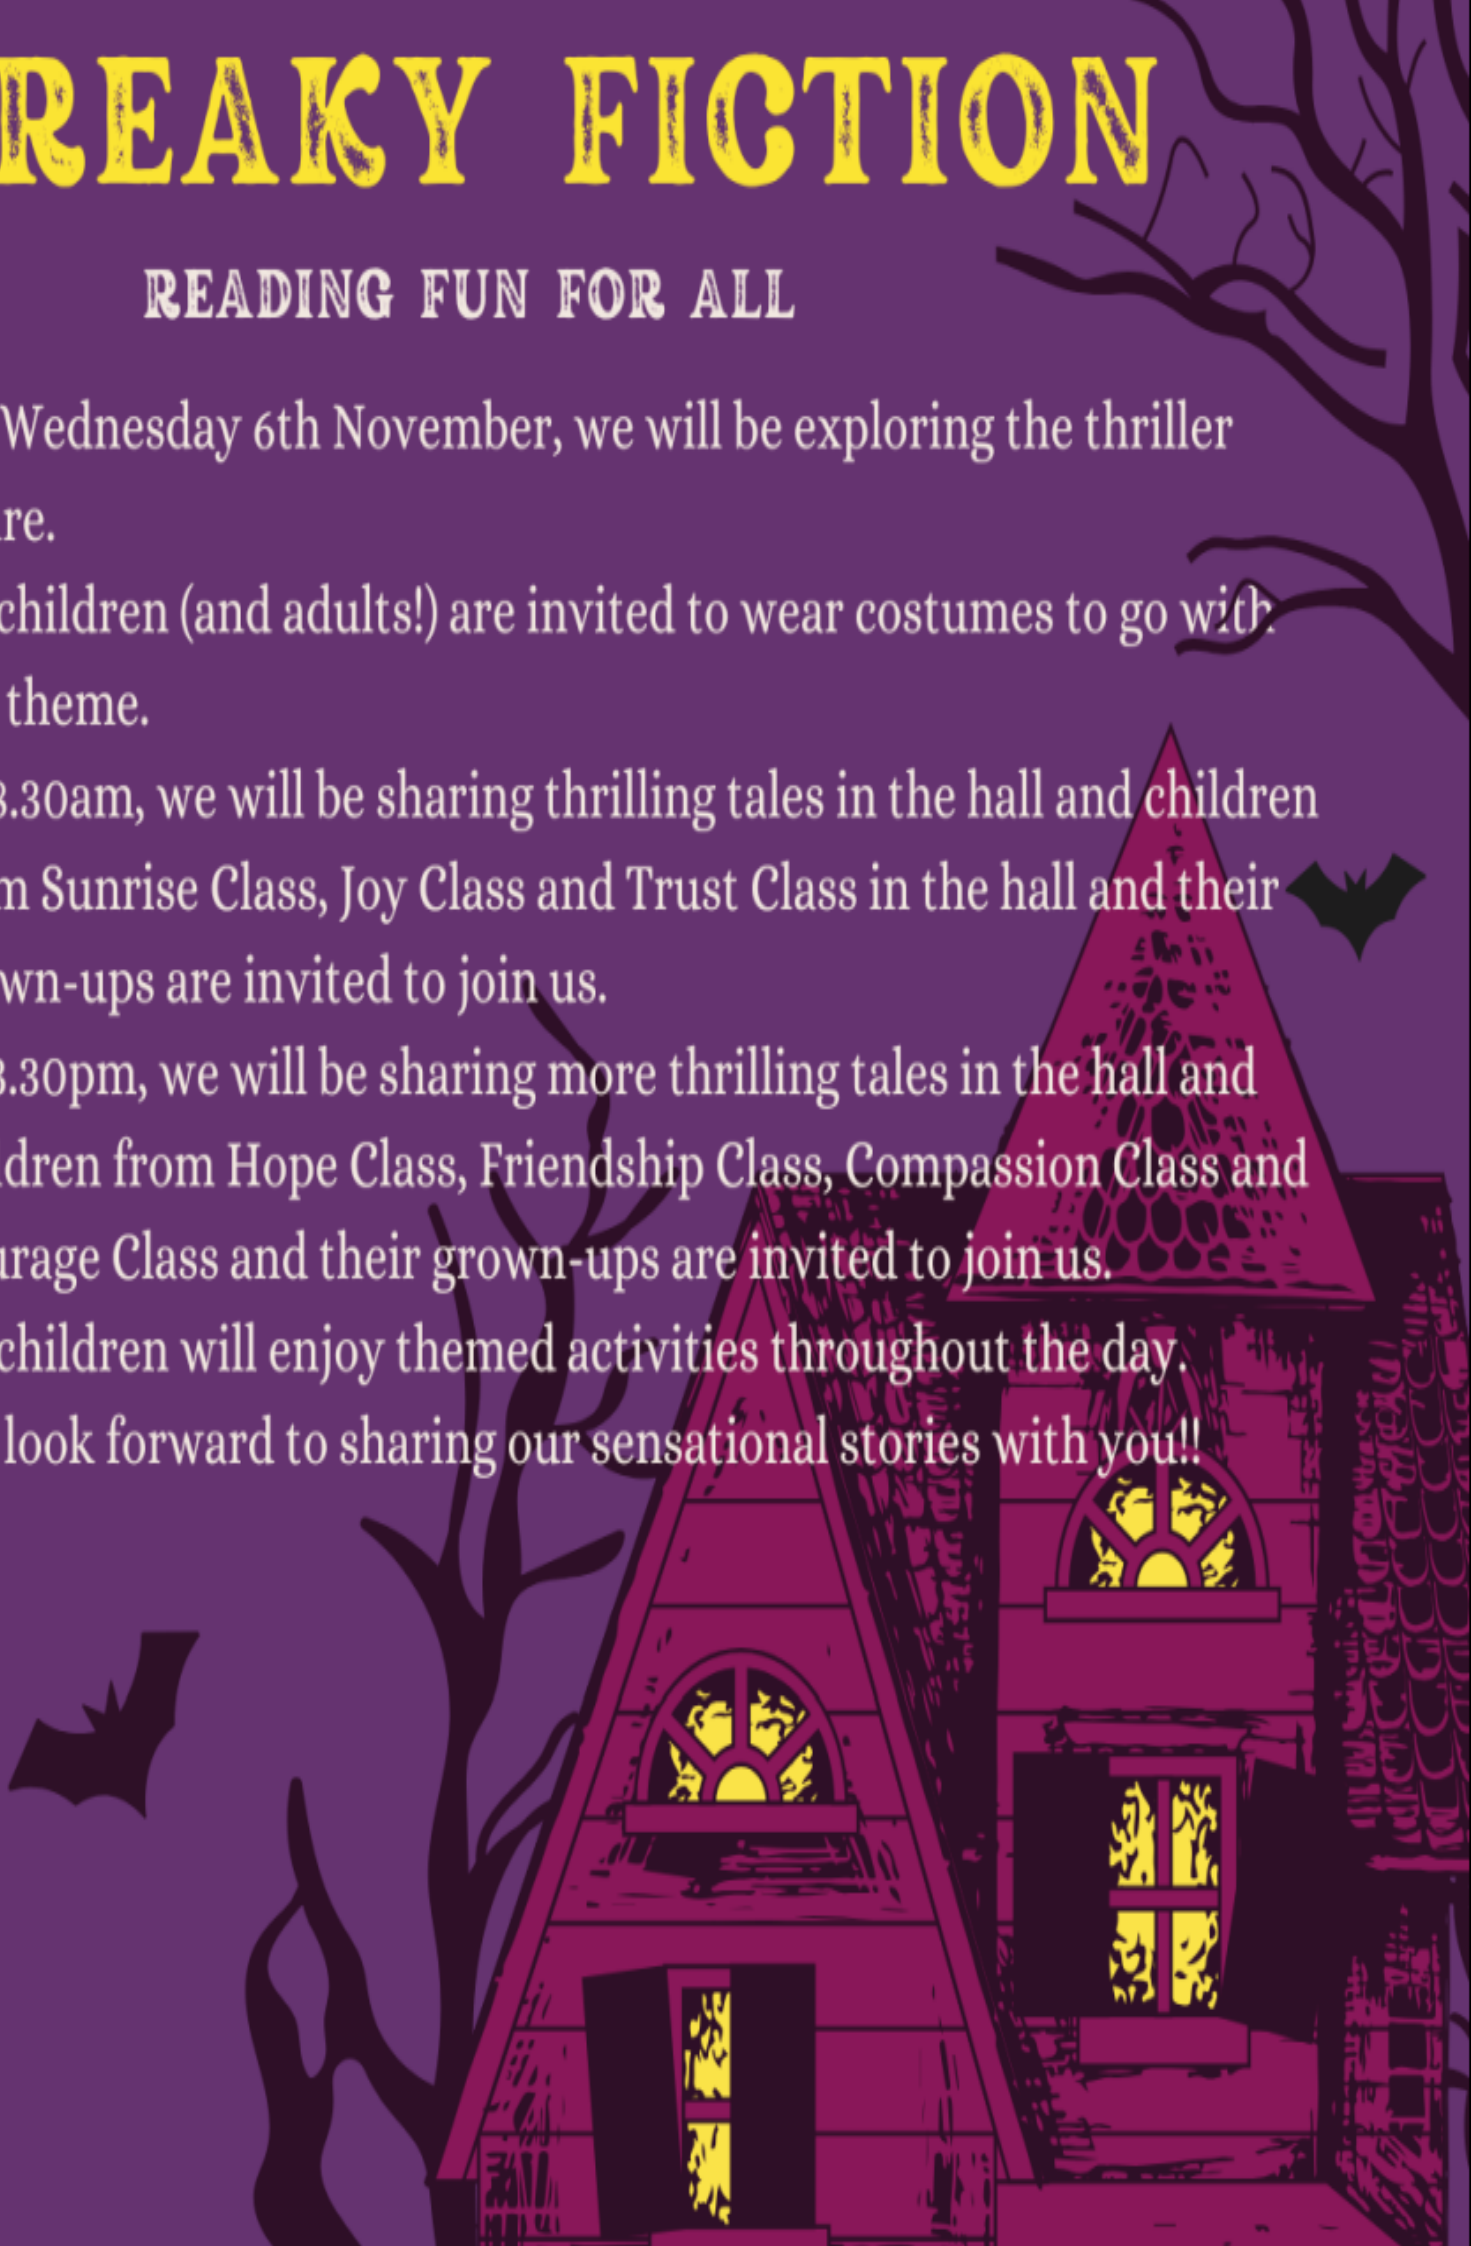 REAKY FICTION
READING FUN FOR ALL
Wednesday 6th November, we will be exploring the thriller
re.
children (and adults!) are invited to wear costumes to go with
theme.
3.30am, we will be sharing thrilling tales in the hall and children
m Sunrise Class, Joy Class and Trust Class in the hall and their
wn-ups are invited to join us.
3.30pm, we will be sharing more thrilling tales in the hall and
dren from Hope Class, Friendship Class, Compassion Class and
urage Class and their grown-ups are invited to join us.
children will enjoy themed activities throughout the day.
look forward to sharing our sensational stories with you!!